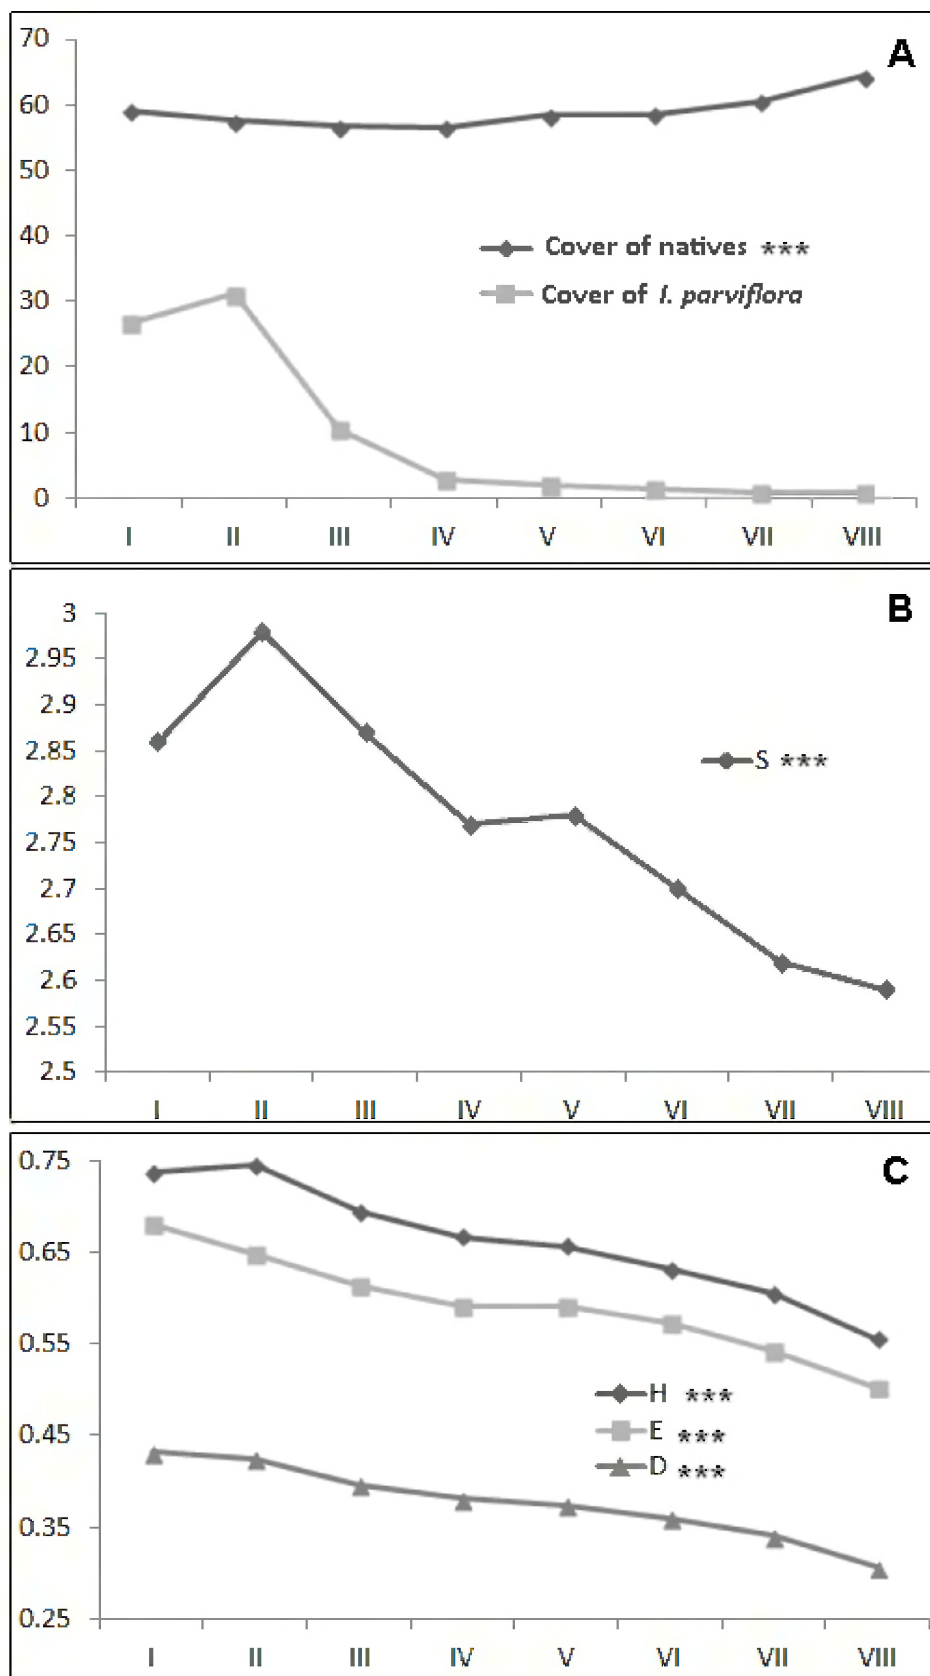 A
70
60
50
40
30
20
10
0
Cover of natives ***
Cover of I. parviflora
I II III IV V VI VII VIII
B
3
2.95
2.9
2.85
2.8
2.75
2.7
2.65
2.6
2.55
2.5
S ***
I II III IV V VI VII VIII
C
0.75
0.65
0.55
0.45
0.35
0.25
H ***
E ***
D ***
I II III IV V VI VII VIII